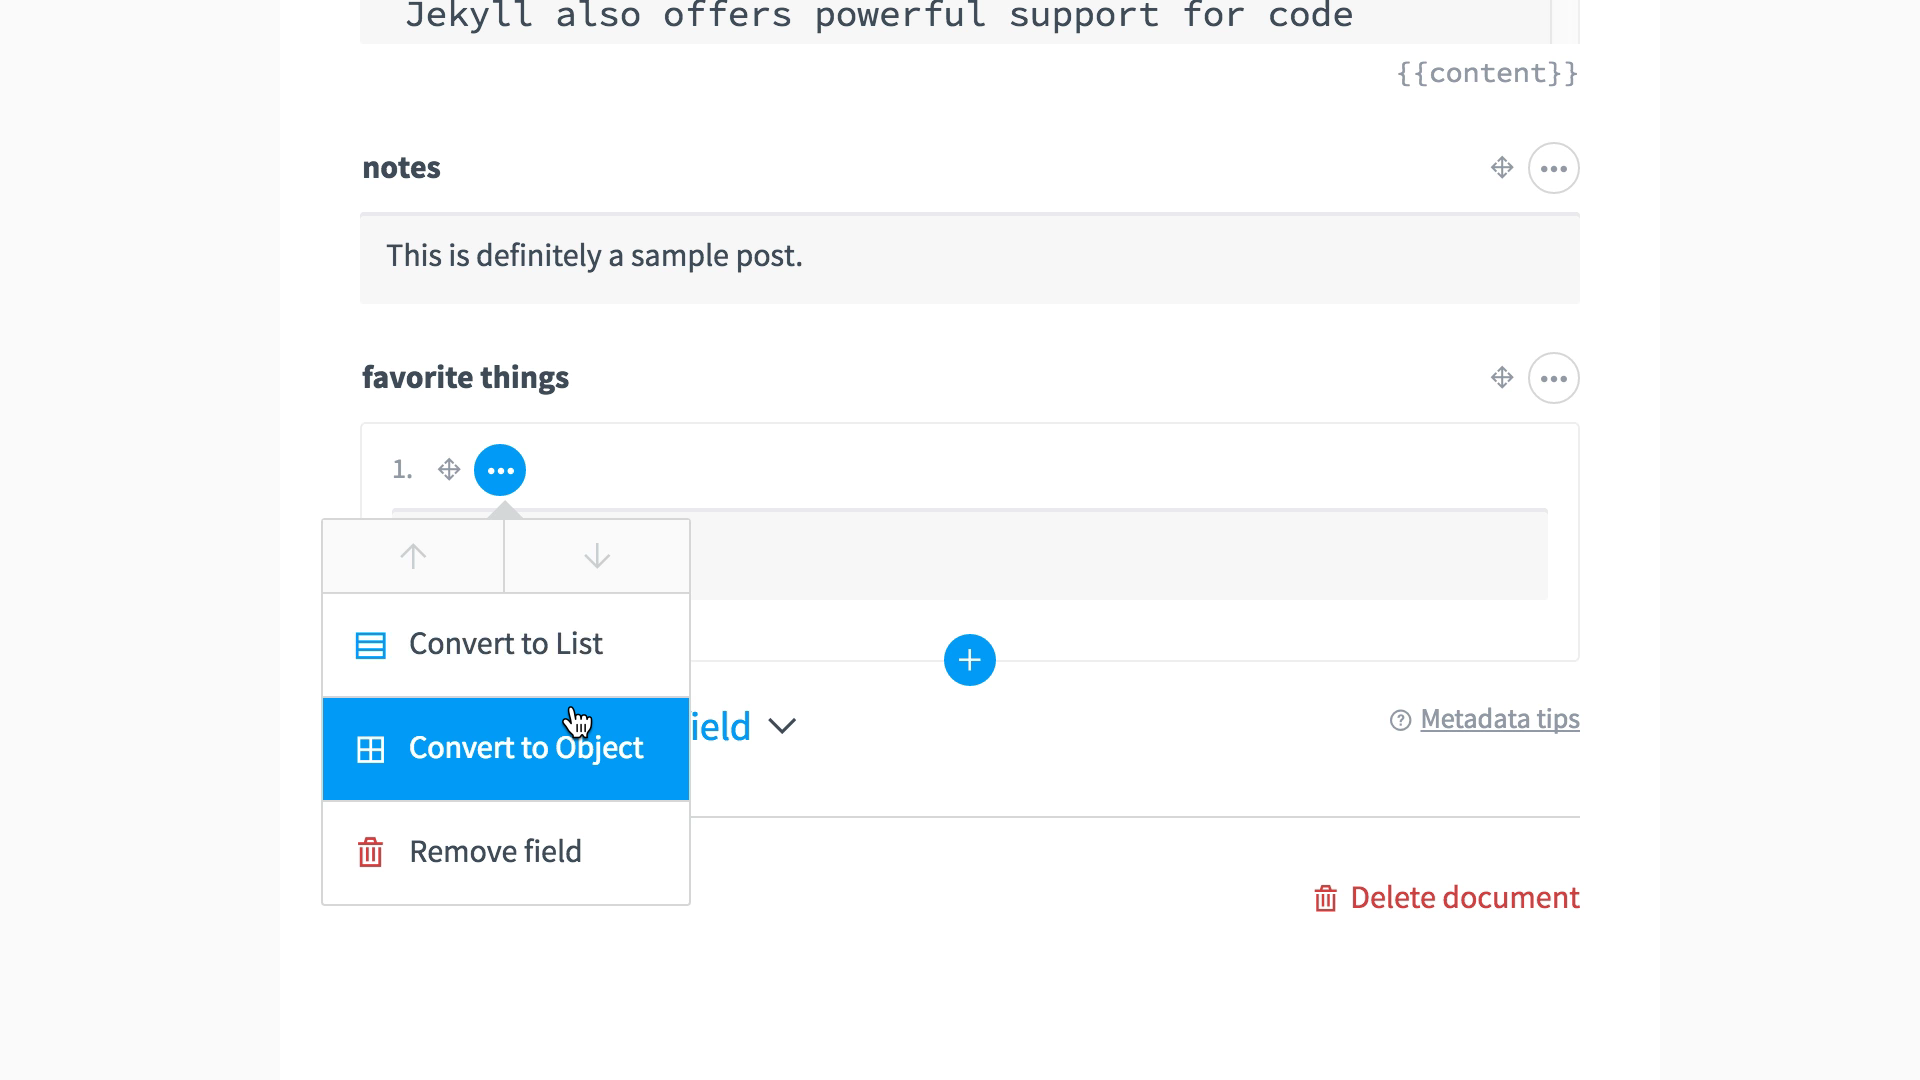 Jekyll also offers powerful support for code
{{content}}
notes
This is definitely a sample post.
favorite things
1.
Convert to List
Convert to Object
ield
Metadata tips
Remove field
Delete document